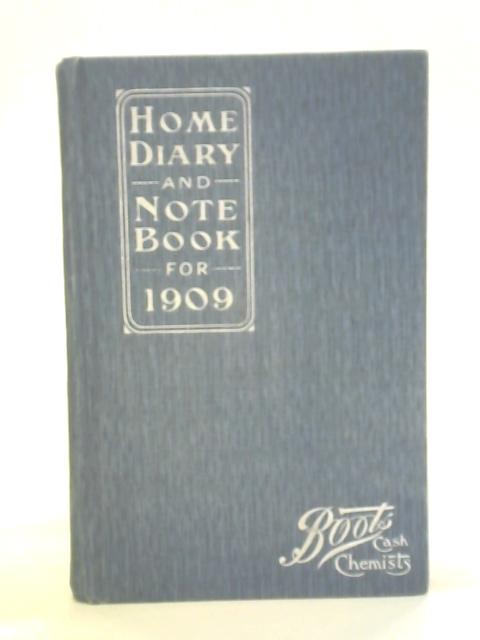 HOME
DIARY
AND
NOTE
BOOK
FOR
1909
Boots
Cash
Chemists